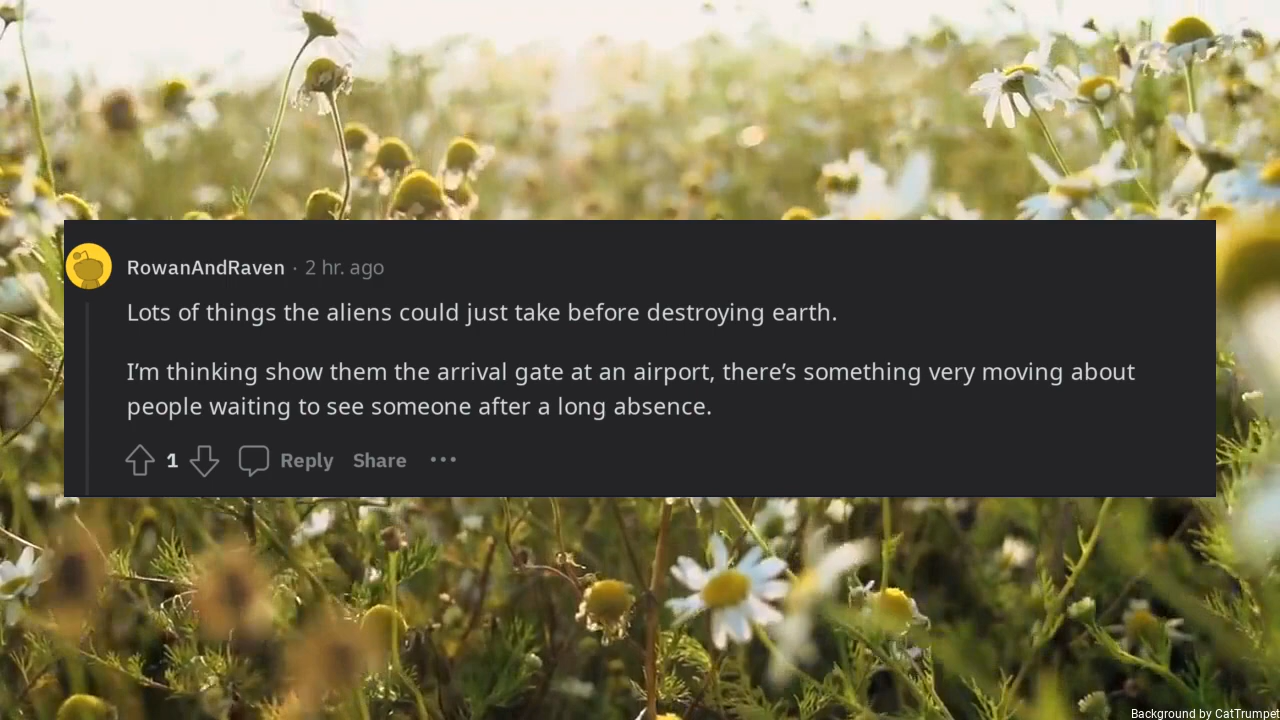 RowanAndRaven · 2 hr. ago
Lots of things the aliens could just take before destroying earth.
I’m thinking show them the arrival gate at an airport, there’s something very moving about
people waiting to see someone after a long absence.
1 Reply Share •••
Background by CatTrumpet